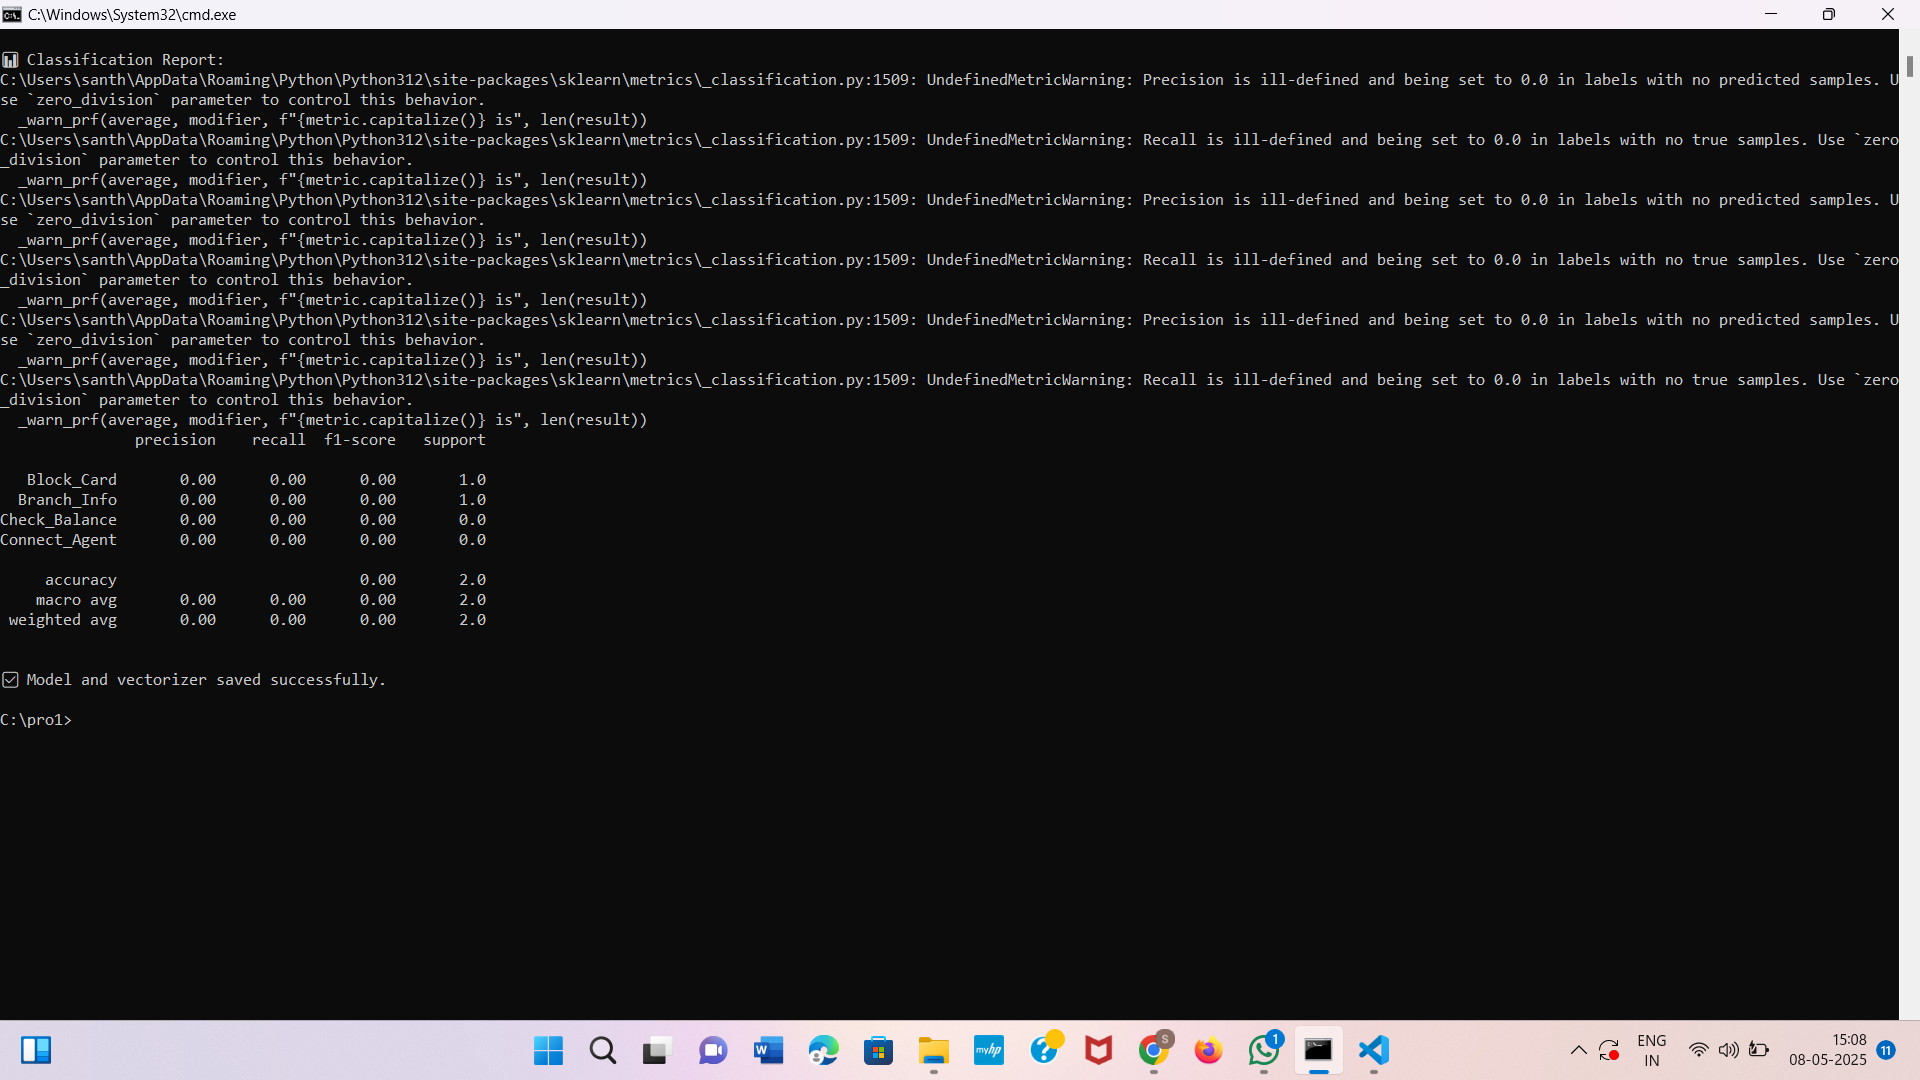 C:\Windows\System32\cmd.exe
Classification Report:
C:\Users\santh\AppData\Roaming\Python\Python312\site-packages\sklearn\metrics\_classification.py:1509: UndefinedMetricWarning: Precision is ill-defined and being set to 0.0 in labels with no predicted samples. U
se `zero_division` parameter to control this behavior.
  _warn_prf(average, modifier, f"{metric.capitalize()} is", len(result))
C:\Users\santh\AppData\Roaming\Python\Python312\site-packages\sklearn\metrics\_classification.py:1509: UndefinedMetricWarning: Recall is ill-defined and being set to 0.0 in labels with no true samples. Use `zero
_division` parameter to control this behavior.
  _warn_prf(average, modifier, f"{metric.capitalize()} is", len(result))
C:\Users\santh\AppData\Roaming\Python\Python312\site-packages\sklearn\metrics\_classification.py:1509: UndefinedMetricWarning: Precision is ill-defined and being set to 0.0 in labels with no predicted samples. U
se `zero_division` parameter to control this behavior.
  _warn_prf(average, modifier, f"{metric.capitalize()} is", len(result))
C:\Users\santh\AppData\Roaming\Python\Python312\site-packages\sklearn\metrics\_classification.py:1509: UndefinedMetricWarning: Recall is ill-defined and being set to 0.0 in labels with no true samples. Use `zero
_division` parameter to control this behavior.
  _warn_prf(average, modifier, f"{metric.capitalize()} is", len(result))
C:\Users\santh\AppData\Roaming\Python\Python312\site-packages\sklearn\metrics\_classification.py:1509: UndefinedMetricWarning: Precision is ill-defined and being set to 0.0 in labels with no predicted samples. U
se `zero_division` parameter to control this behavior.
  _warn_prf(average, modifier, f"{metric.capitalize()} is", len(result))
C:\Users\santh\AppData\Roaming\Python\Python312\site-packages\sklearn\metrics\_classification.py:1509: UndefinedMetricWarning: Recall is ill-defined and being set to 0.0 in labels with no true samples. Use `zero
_division` parameter to control this behavior.
  _warn_prf(average, modifier, f"{metric.capitalize()} is", len(result))
precision recall f1-score support
Block_Card 0.00 0.00 0.00 1.0
Branch_Info 0.00 0.00 0.00 1.0
Check_Balance 0.00 0.00 0.00 0.0
Connect_Agent 0.00 0.00 0.00 0.0
accuracy 0.00 2.0
macro avg 0.00 0.00 0.00 2.0
weighted avg 0.00 0.00 0.00 2.0
Model and vectorizer saved successfully.
C:\pro1>
W
myhp
?
S
1
ENG
IN
15:08
08-05-2025
11